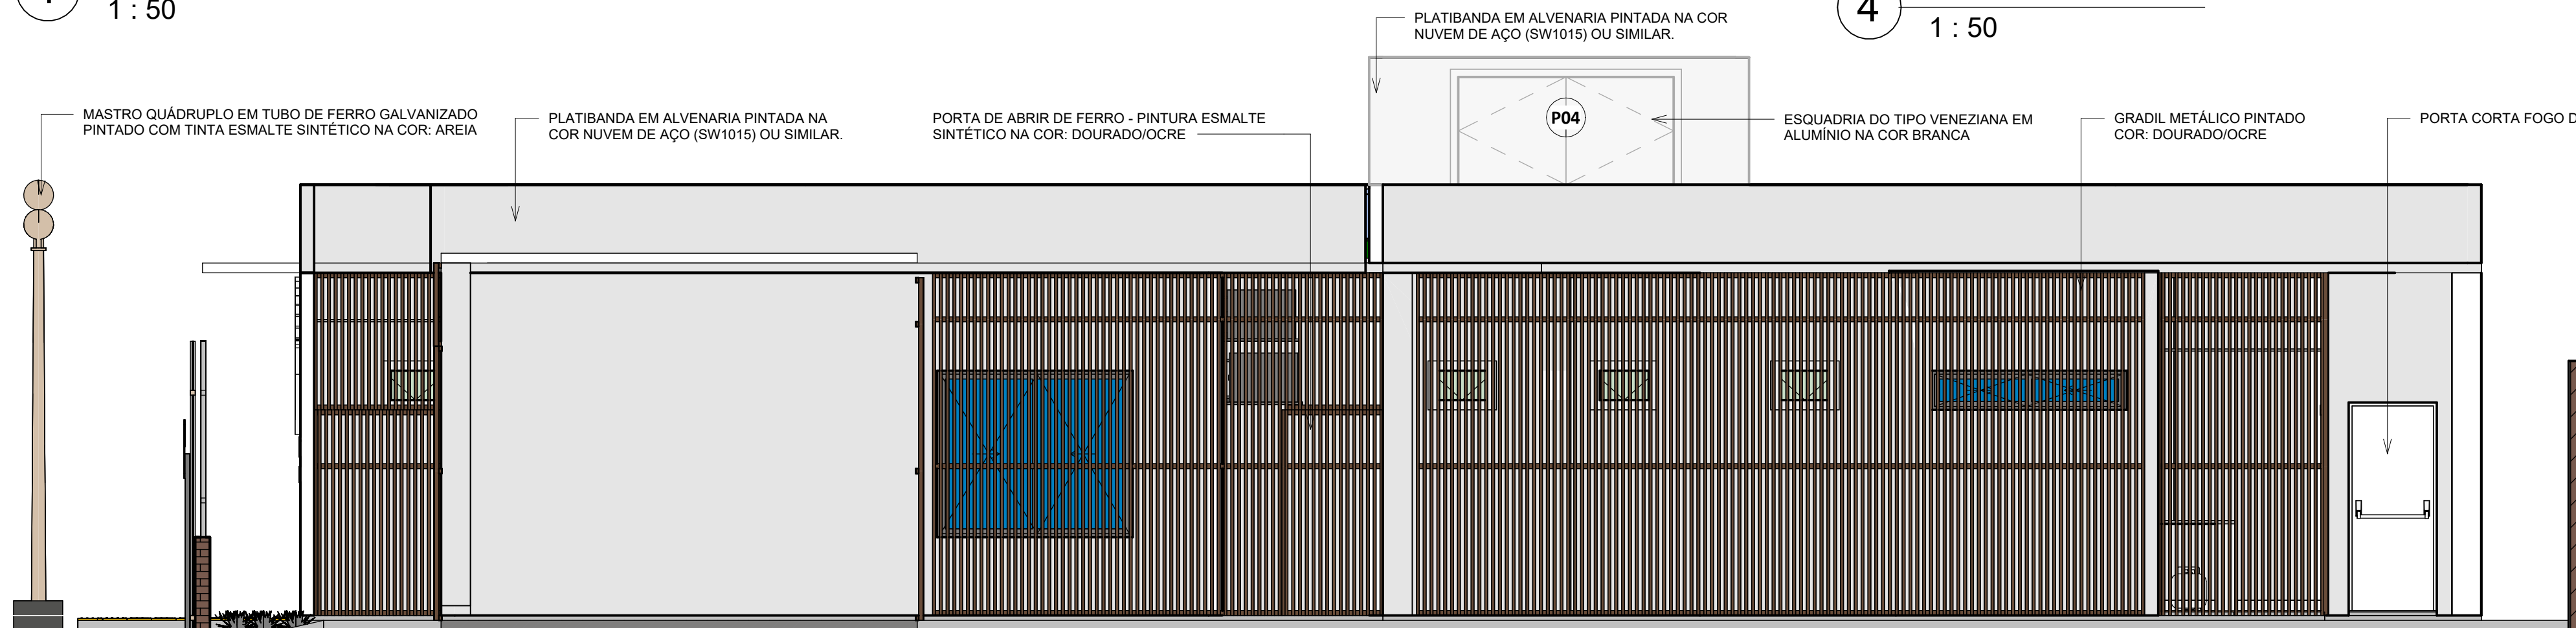 1 : 50
4
1 : 50
PLATIBANDA EM ALVENARIA PINTADA NA COR
NUVEM DE AÇO (SW1015) OU SIMILAR.
MASTRO QUÁDRUPLO EM TUBO DE FERRO GALVANIZADO
PINTADO COM TINTA ESMALTE SINTÉTICO NA COR: AREIA
PLATIBANDA EM ALVENARIA PINTADA NA
COR NUVEM DE AÇO (SW1015) OU SIMILAR.
PORTA DE ABRIR DE FERRO - PINTURA ESMALTE
SINTÉTICO NA COR: DOURADO/OCRE
P04
ESQUADRIA DO TIPO VENEZIANA EM
ALUMÍNIO NA COR BRANCA
GRADIL METÁLICO PINTADO
COR: DOURADO/OCRE
PORTA CORTA FOGO D